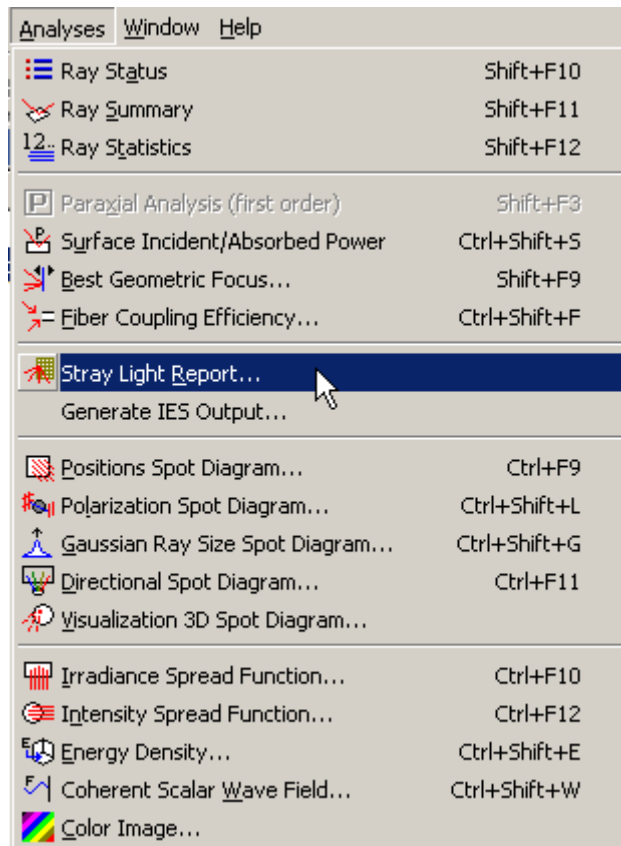 Analyses Window Help
Ray Status Shift+F10
Ray Summary Shift+F11
12.. Ray Statistics Shift+F12
P Paraxial Analysis (first order) Shift+F3
Surface Incident/Absorbed Power Ctrl+Shift+S
Best Geometric Focus... Shift+F9
Fiber Coupling Efficiency... Ctrl+Shift+F
Stray Light Report...
Generate IES Output...
Positions Spot Diagram... Ctrl+F9
Polarization Spot Diagram... Ctrl+Shift+L
Gaussian Ray Size Spot Diagram... Ctrl+Shift+G
Directional Spot Diagram... Ctrl+F11
Visualization 3D Spot Diagram...
Irradiance Spread Function... Ctrl+F10
Intensity Spread Function... Ctrl+F12
E Energy Density... Ctrl+Shift+E
F Coherent Scalar Wave Field... Ctrl+Shift+W
Color Image...